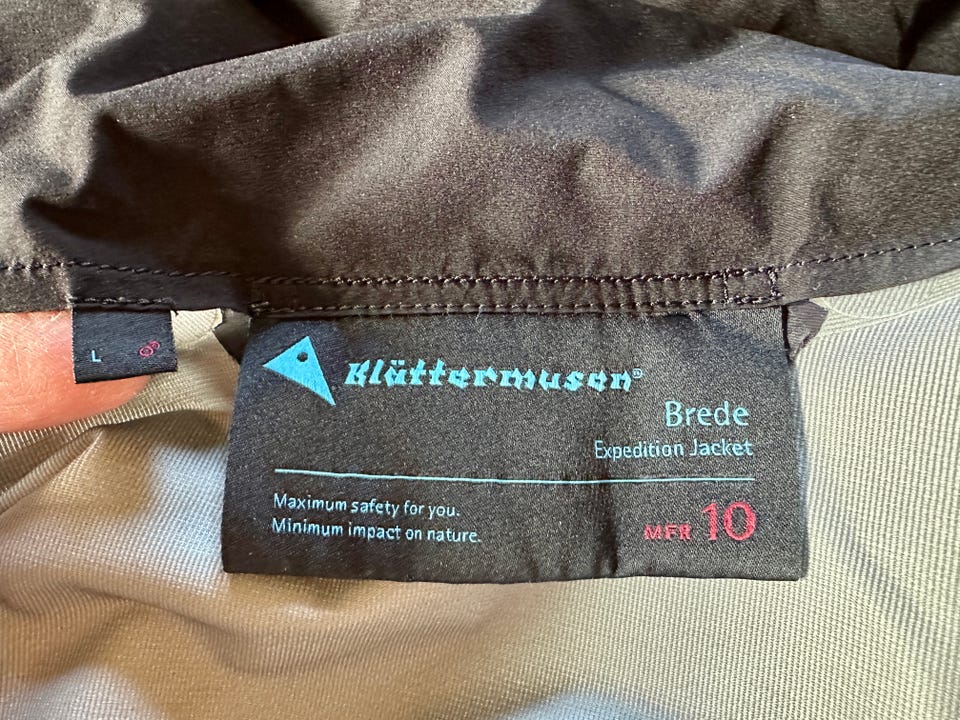 L
Klättermusen®
Brede
Expedition Jacket
Maximum safety for you.
Minimum impact on nature.
MFR 10